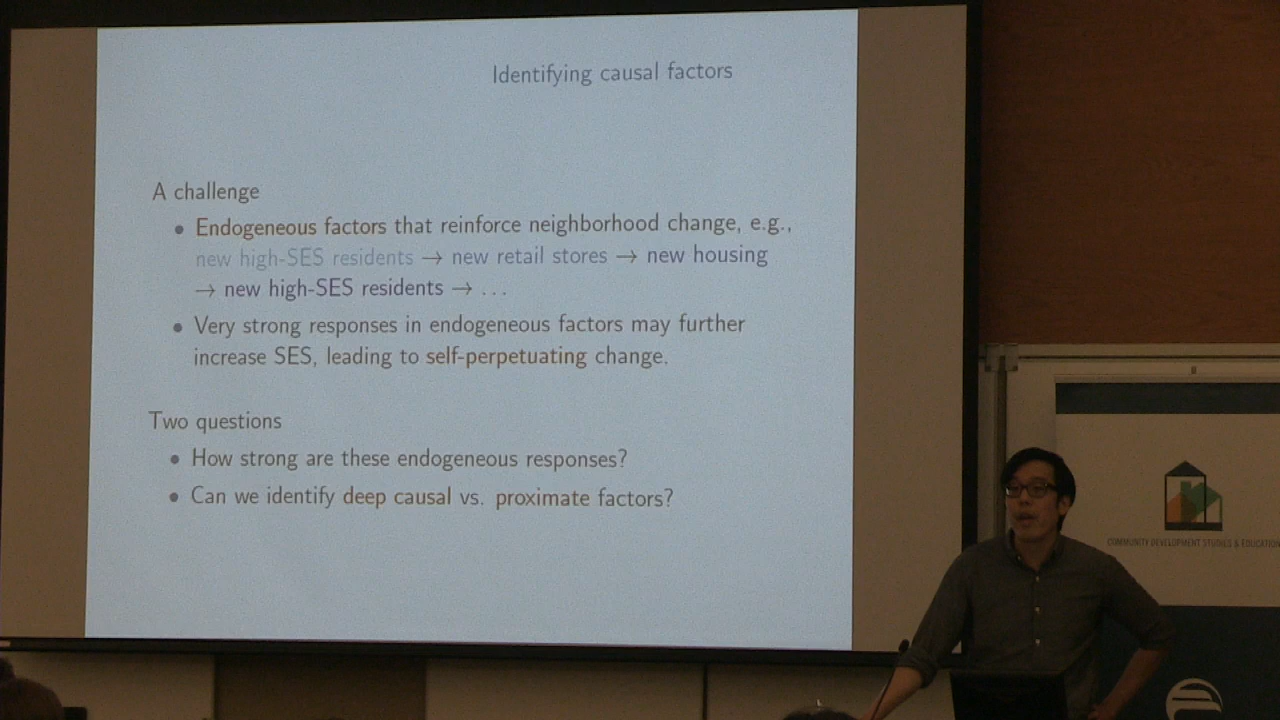 Identifying causal factors
A challenge
• Endogeneous factors that reinforce neighborhood change, e.g.,
new high-SES residents → new retail stores → new housing
→ new high-SES residents → ...
• Very strong responses in endogeneous factors may further
increase SES, leading to self-perpetuating change.
Two questions
• How strong are these endogeneous responses?
• Can we identify deep causal vs. proximate factors?
COMMUNITY DEVELOPMENT STUDIES & EDUCATION